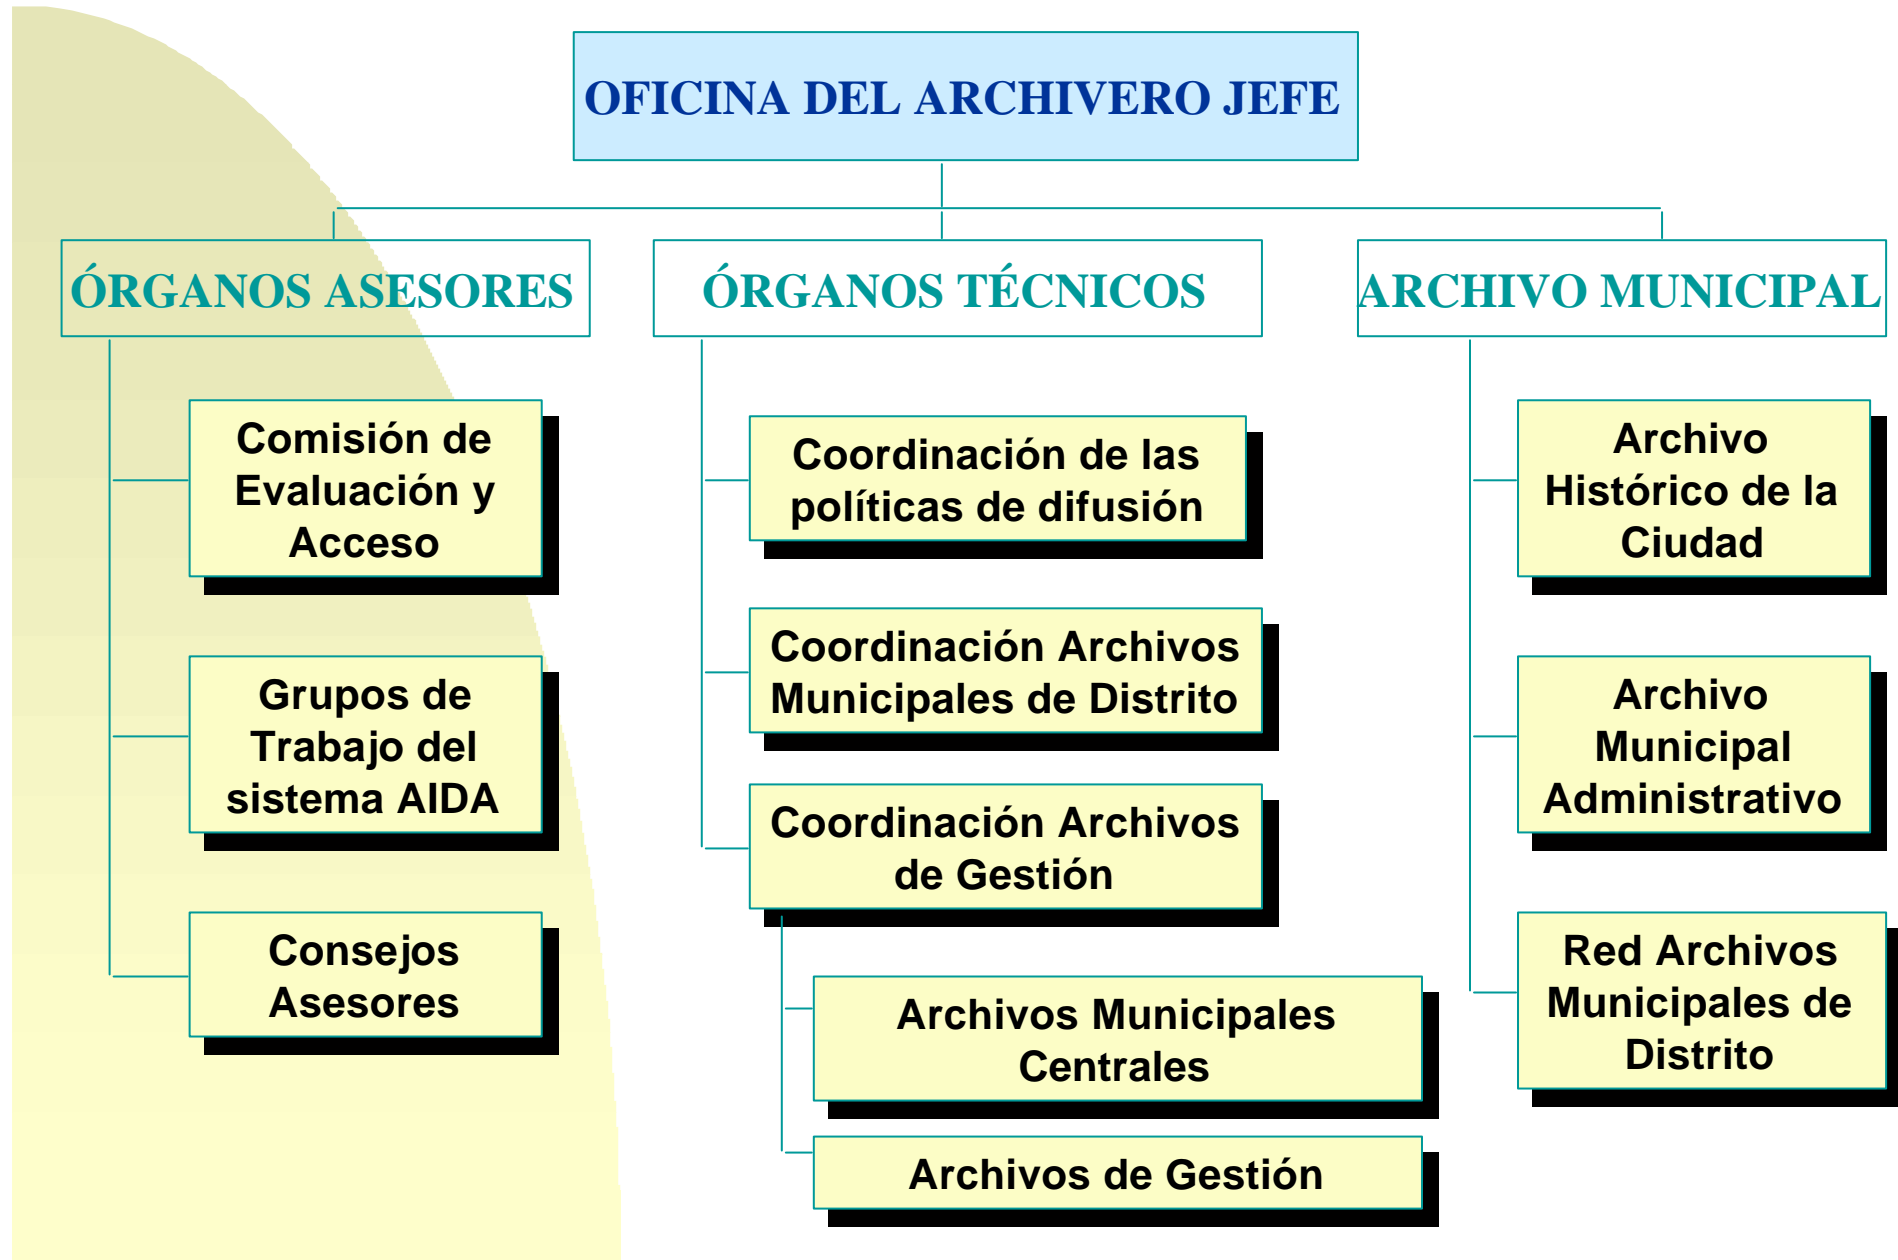 OFICINA DEL ARCHIVERO JEFE
ÓRGANOS ASESORES
Comisión de
Evaluación y
Acceso
Grupos de
Trabajo del
sistema AIDA
Consejos
Asesores
ÓRGANOS TÉCNICOS
Coordinación de las
políticas de difusión
Coordinación Archivos
Municipales de Distrito
Coordinación Archivos
de Gestión
Archivos Municipales
Centrales
Archivos de Gestión
ARCHIVO MUNICIPAL
Archivo
Histórico de la
Ciudad
Archivo
Municipal
Administrativo
Red Archivos
Municipales de
Distrito